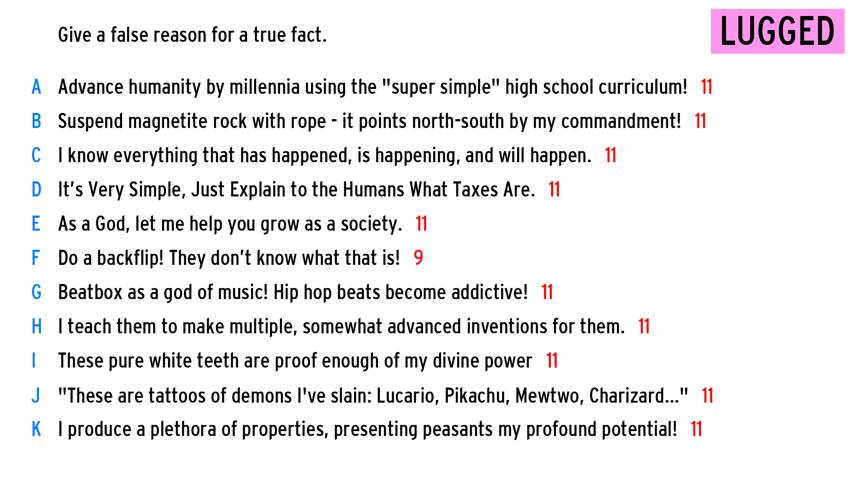 Give a false reason for a true fact.
LUGGED
A Advance humanity by millennia using the "super simple" high school curriculum! 11
B Suspend magnetite rock with rope - it points north-south by my commandment! 11
C I know everything that has happened, is happening, and will happen. 11
D It’s Very Simple, Just Explain to the Humans What Taxes Are. 11
E As a God, let me help you grow as a society. 11
F Do a backflip! They don’t know what that is! 9
G Beatbox as a god of music! Hip hop beats become addictive! 11
H I teach them to make multiple, somewhat advanced inventions for them. 11
I These pure white teeth are proof enough of my divine power 11
J "These are tattoos of demons I've slain: Lucario, Pikachu, Mewtwo, Charizard..." 11
K I produce a plethora of properties, presenting peasants my profound potential! 11